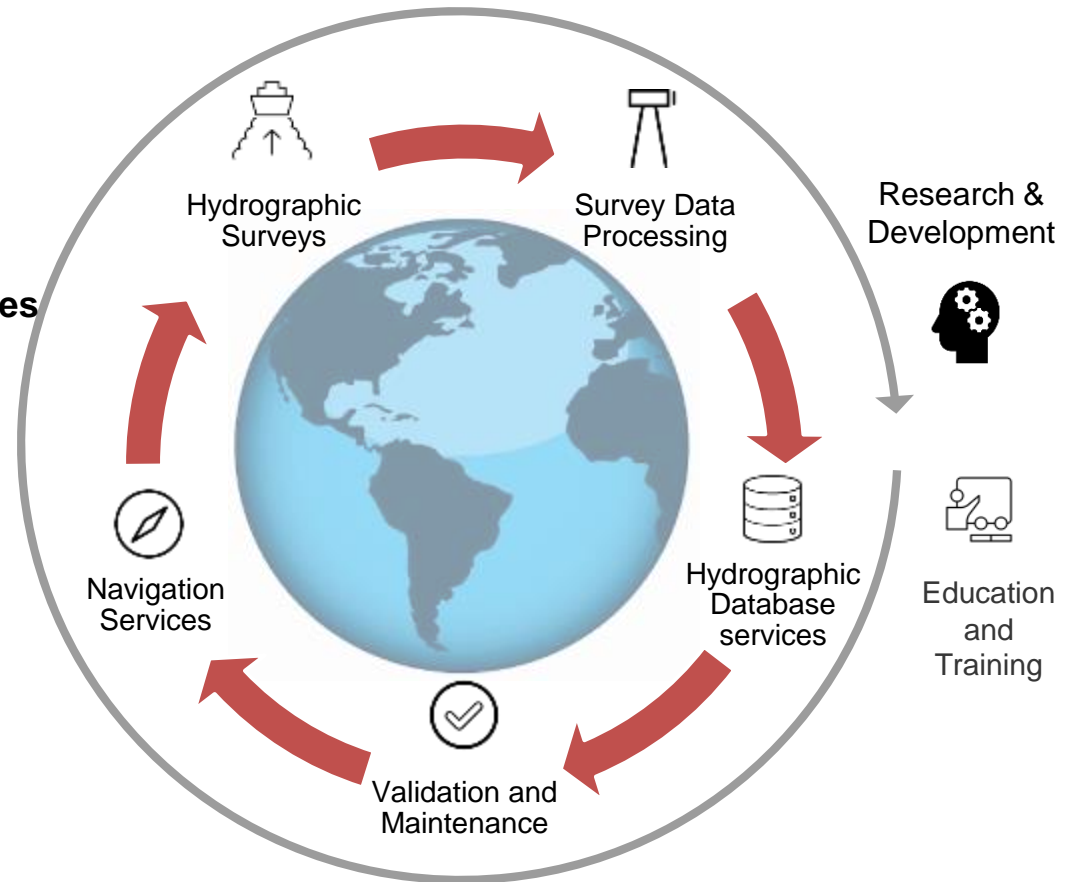 Hydrographic
Surveys
Survey Data
Processing
Research &
Development
es
Hydrographic
Database
services
Navigation
Services
Education
and
Training
Validation and
Maintenance